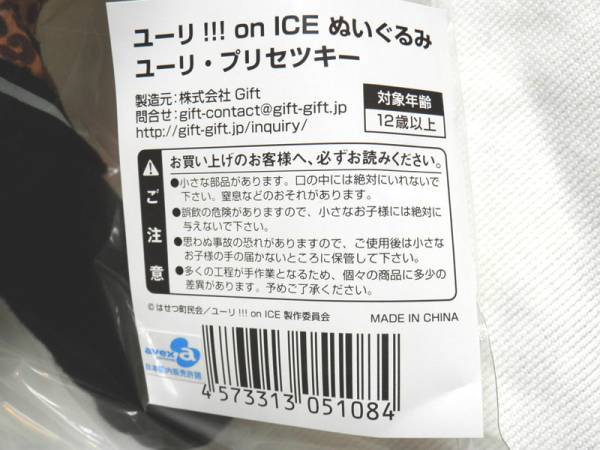 ユーリ !!! on ICE ぬいぐるみ
ユーリ・プリセツキー
製造元：株式会社 Gift
問合せ：gift-contact@gift-gift.jp
http://gift-gift.jp/inquiry/
対象年齢
12歳以上
ご注意
お買い上げのお客様へ、必ずお読みください。
●小さな部品があります。口の中には絶対にいれないで
下さい。窒息などのおそれがあります。
●誤飲の危険がありますので、小さなお子様には絶対に
与えないで下さい。
●思わぬ事故の恐れがありますので、ご使用後は小さな
お子様の手の届かないところに保管して下さい。
●多くの工程が手作業となるため、個々の商品に多少の
差異があります。予めご了承ください。
© はせつ町民会／ユーリ !!! on ICE 製作委員会
MADE IN CHINA
avex a
日本国内販売許諾
4 573313 051084